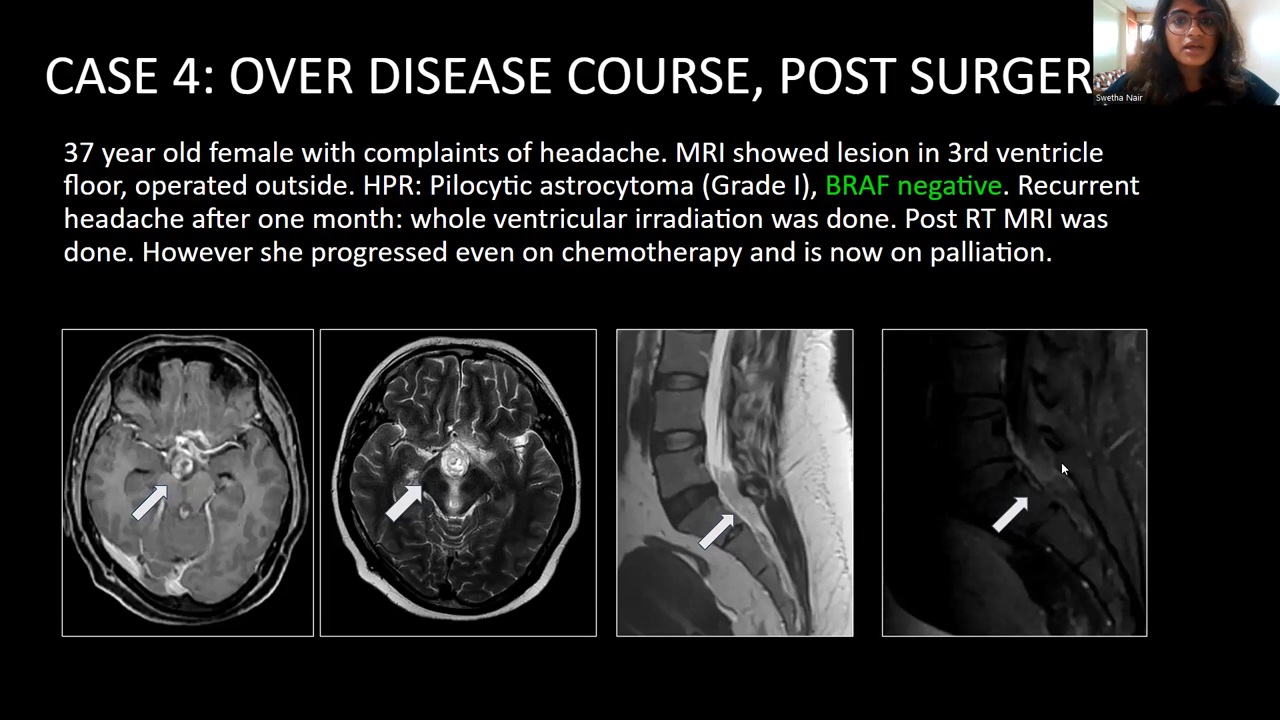 CASE 4: OVER DISEASE COURSE, POST SURGER
Swetha Nair
37 year old female with complaints of headache. MRI showed lesion in 3rd ventricle
floor, operated outside. HPR: Pilocytic astrocytoma (Grade I), BRAF negative. Recurrent
headache after one month: whole ventricular irradiation was done. Post RT MRI was
done. However she progressed even on chemotherapy and is now on palliation.